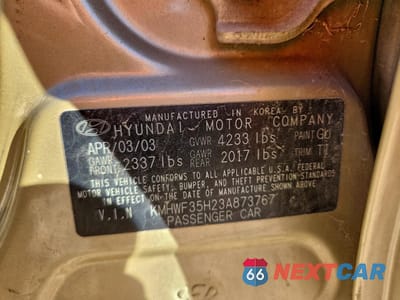 MANUFACTURED IN KOREA BY
HYUNDAI MOTOR COMPANY
APR/03/03 GVWR 4233 lbs PAINT
GAWR FRONT 2337 lbs GAWR REAR 2017 lbs TRIM TT
THIS VEHICLE CONFORMS TO ALL APPLICABLE U.S.A. FEDERAL
MOTOR VEHICLE SAFETY, BUMPER, AND THEFT PREVENTION
STANDARDS IN EFFECT ON THE DATE OF MANUFACTURE SHOWN ABOVE
V.I.N KMHWF35H23A873767
PASSENGER CAR
66 NEXTCAR